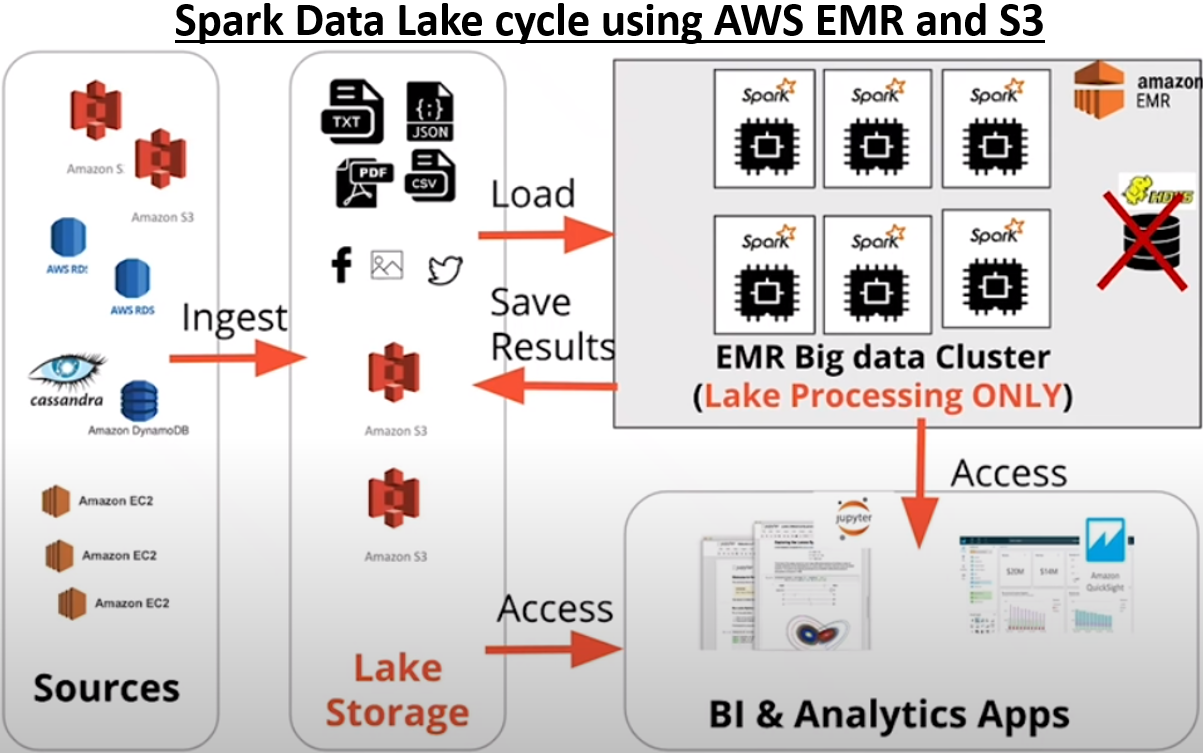 Spark Data Lake cycle using AWS EMR and S3
Amazon S
Amazon S3
AWS RDS
AWS RDS
cassandra
Amazon DynamoDB
Amazon EC2
Amazon EC2
Amazon EC2
Sources
Ingest
TXT
{:}
JSON
PDF
CSV
Amazon S3
Amazon S3
Lake
Storage
Load
Save
Results
Spark
Spark
Spark
Spark
Spark
Spark
amazon
EMR
HDFS
EMR Big data Cluster
(Lake Processing ONLY)
Access
Access
jupyter
$20M
$14M
Amazon
QuickSight
BI & Analytics Apps